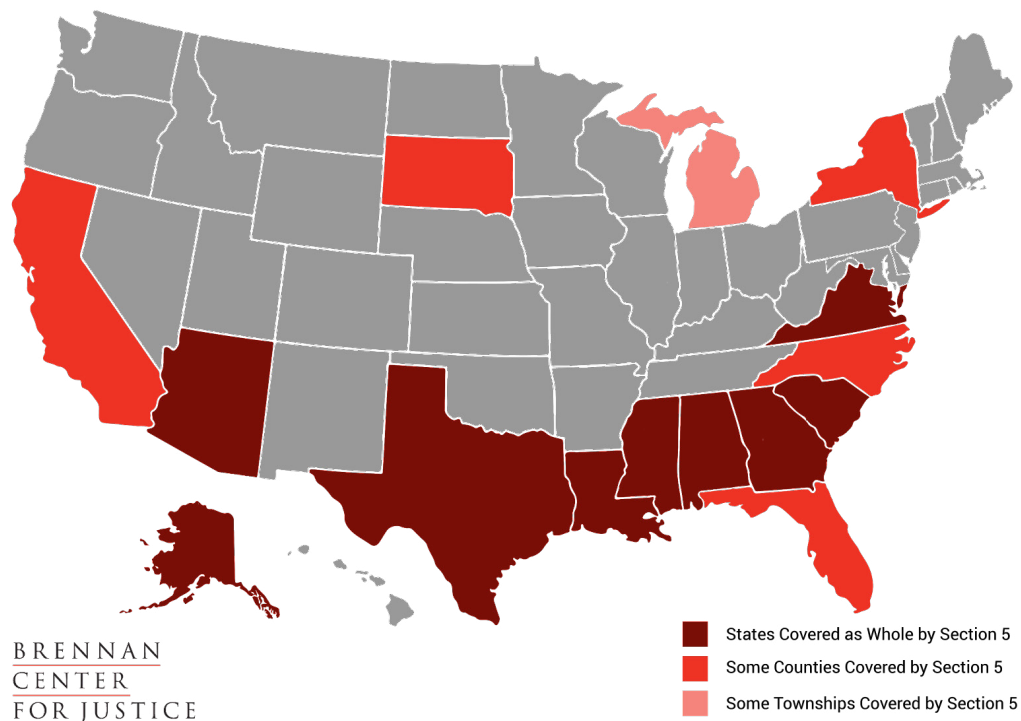 BRENNAN
CENTER
FOR JUSTICE
States Covered as Whole by Section 5
Some Counties Covered by Section 5
Some Townships Covered by Section 5